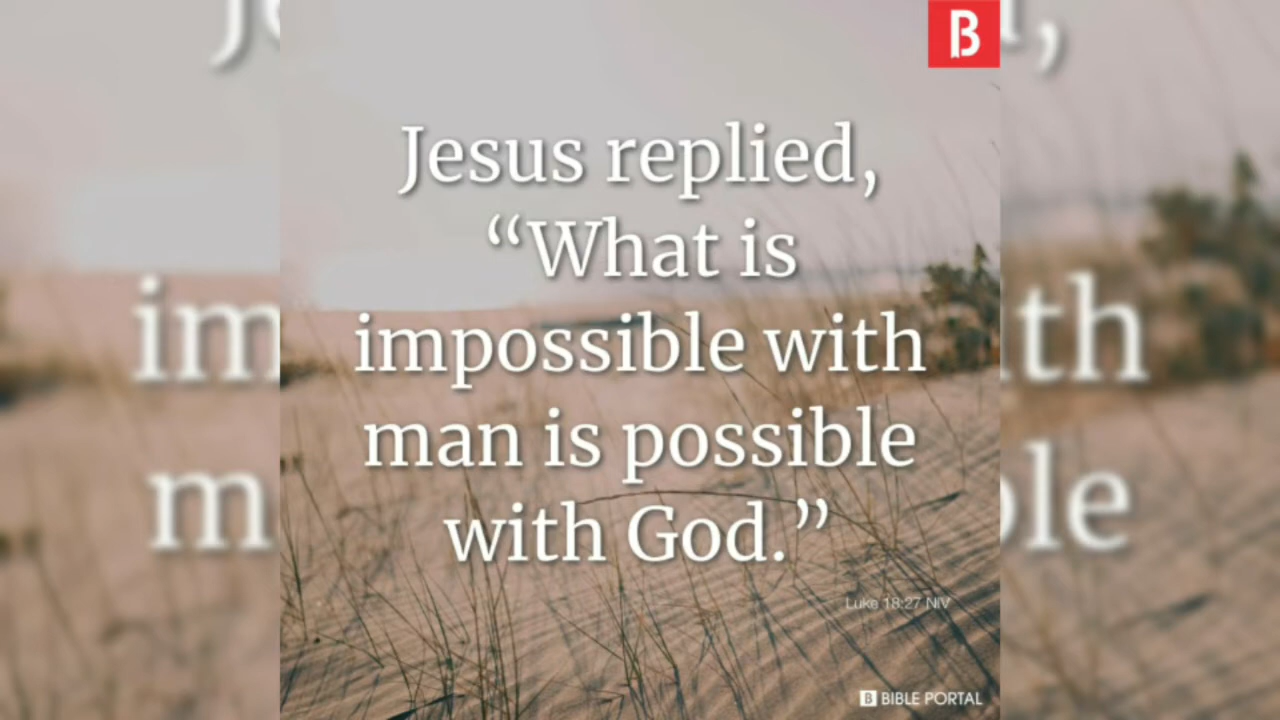 B
Jesus replied,
“What is
impossible with
man is possible
with God.”
Luke 18:27 NIV
B BIBLE PORTAL